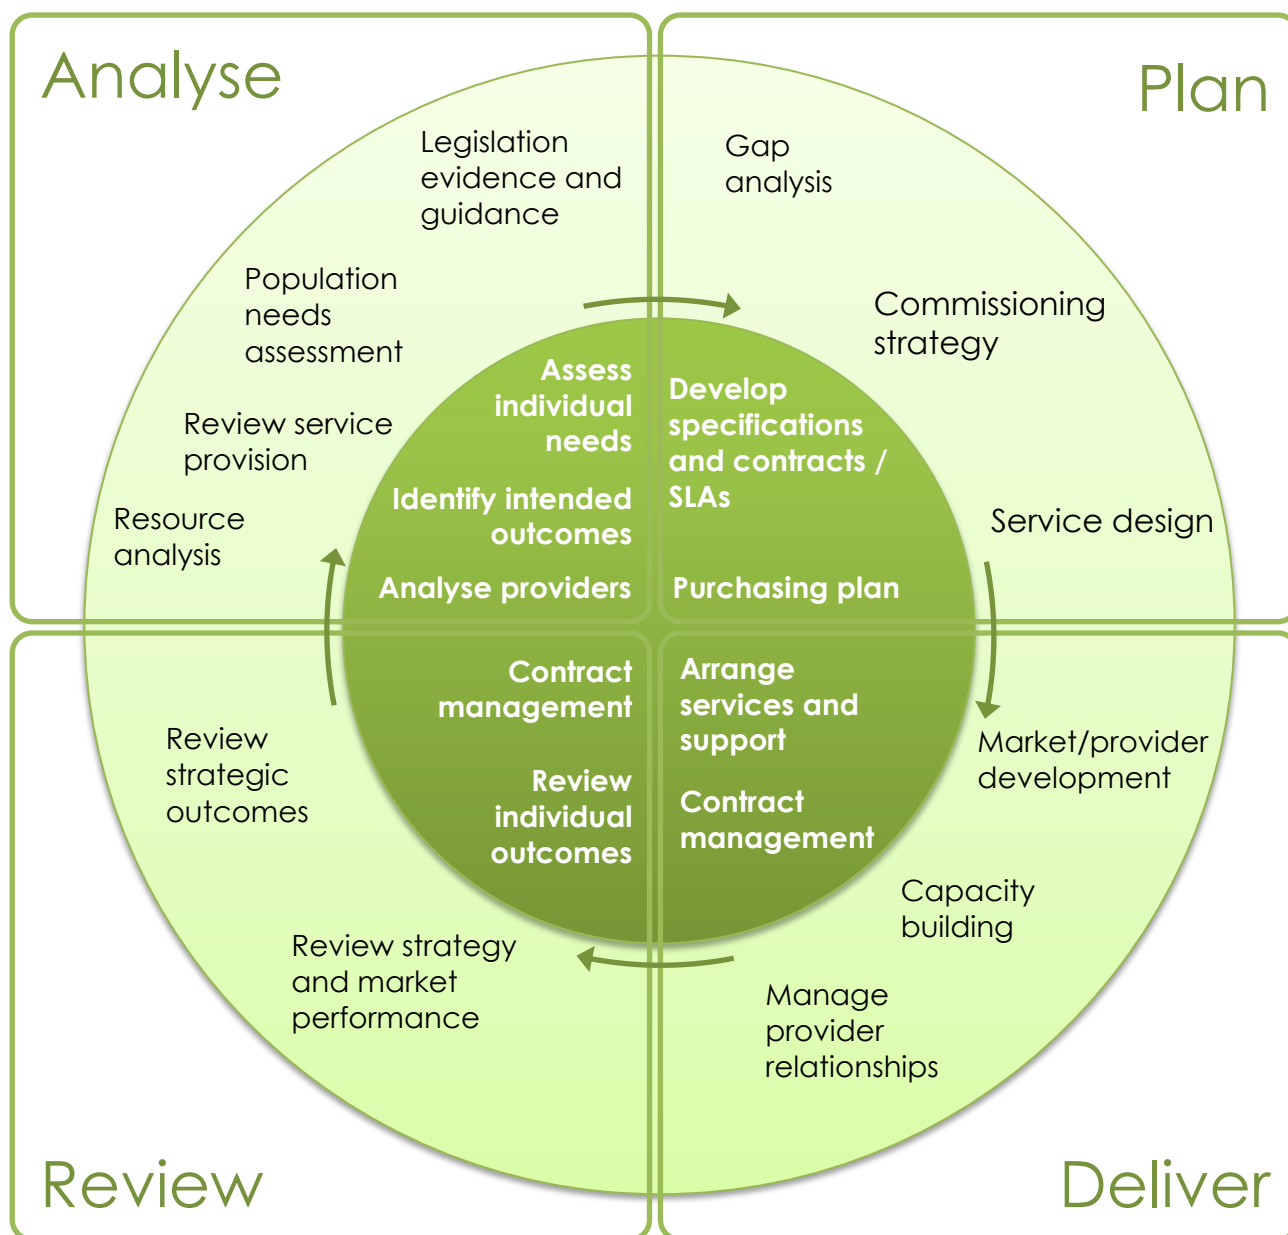 Analyse
Legislation
evidence and
guidance
Population
needs
assessment
Review service
provision
Resource
analysis
Assess
individual
needs
Identify intended
outcomes
Analyse providers
Plan
Gap
analysis
Commissioning
strategy
Service design
Develop
specifications
and contracts /
SLAs
Purchasing plan
Contract
management
Review
individual
outcomes
Review
strategic
outcomes
Review strategy
and market
performance
Review
Arrange
services and
support
Contract
management
Market/provider
development
Capacity
building
Manage
provider
relationships
Deliver